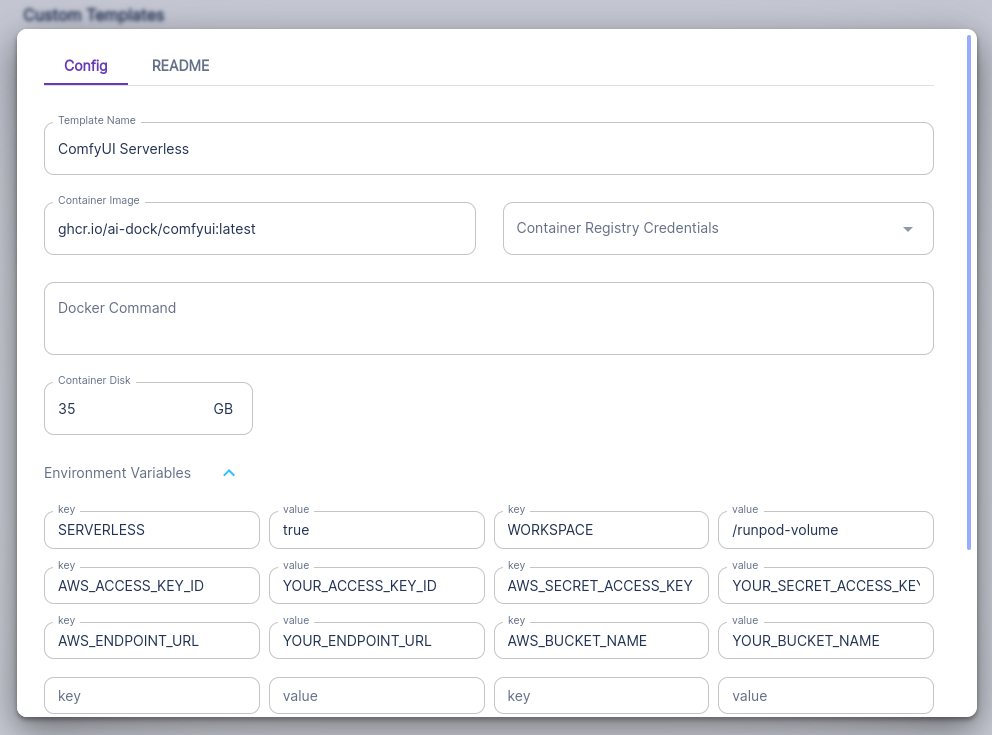 Custom Templates
Config README
Template Name
ComfyUI Serverless
Container Image
ghcr.io/ai-dock/comfyui:latest Container Registry Credentials
Docker Command
Container Disk
35 GB
Environment Variables
key value key value
SERVERLESS true WORKSPACE /runpod-volume
key value key value
AWS_ACCESS_KEY_ID YOUR_ACCESS_KEY_ID AWS_SECRET_ACCESS_KEY YOUR_SECRET_ACCESS_KEY
key value key value
AWS_ENDPOINT_URL YOUR_ENDPOINT_URL AWS_BUCKET_NAME YOUR_BUCKET_NAME
key value key value